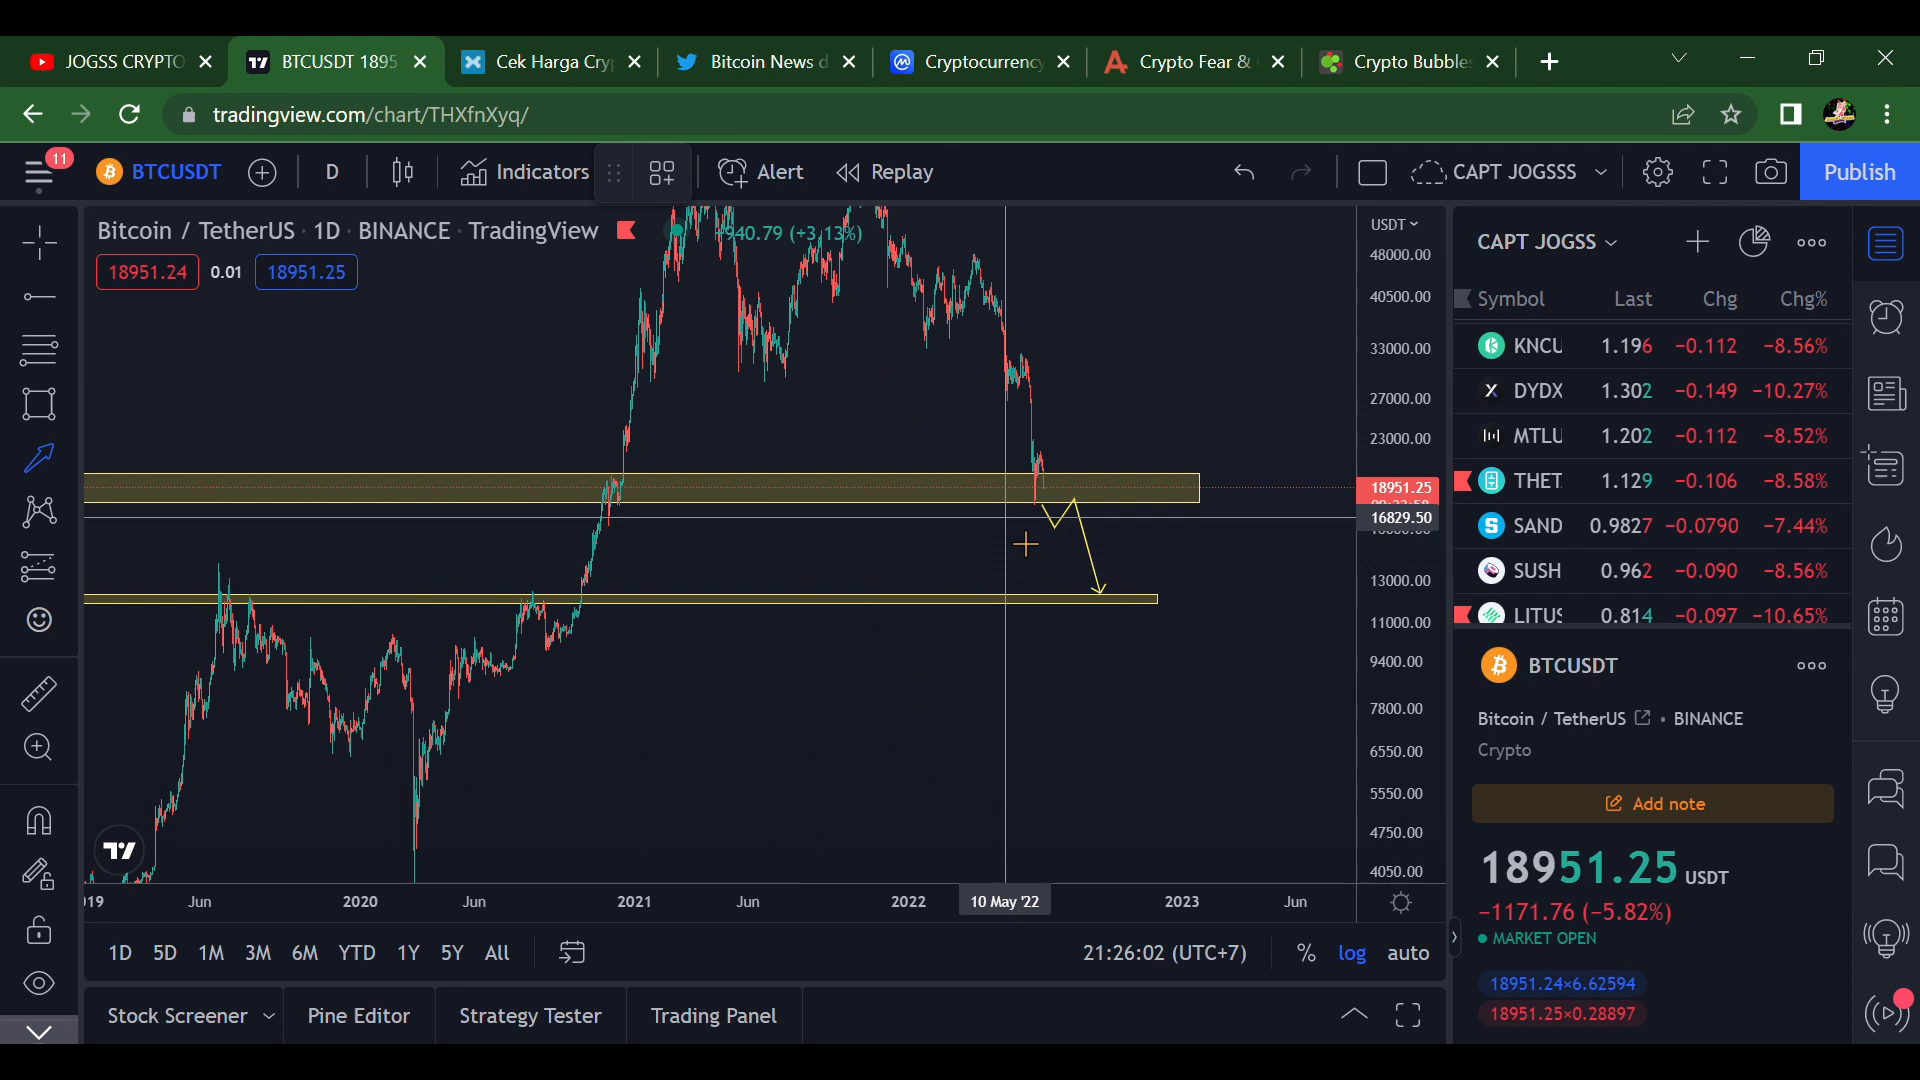 JOGSS CRYPTO
BTCUSDT 1895
Cek Harga Cryp
Bitcoin News d
Cryptocurrency
Crypto Fear &
Crypto Bubbles
tradingview.com/chart/THXfnXyq/
11
BTCUSDT
D
Indicators
Alert
Replay
CAPT JOGSSS
Publish
Bitcoin / TetherUS · 1D · BINANCE · TradingView
940.79 (+3.13%)
18951.24
0.01
18951.25
USDT
48000.00
40500.00
33000.00
27000.00
23000.00
18951.25
16829.50
13000.00
11000.00
9400.00
7800.00
6550.00
5550.00
4750.00
4050.00
19
Jun
2020
Jun
2021
Jun
2022
10 May '22
2023
Jun
1D
5D
1M
3M
6M
YTD
1Y
5Y
All
21:26:02 (UTC+7)
%
log
auto
Stock Screener
Pine Editor
Strategy Tester
Trading Panel
CAPT JOGSS
Symbol Last Chg Chg%
KNCU 1.196 −0.112 −8.56%
DYDX 1.302 −0.149 −10.27%
MTLU 1.202 −0.112 −8.52%
THET 1.129 −0.106 −8.58%
SAND 0.9827 −0.0790 −7.44%
SUSH 0.962 −0.090 −8.56%
LITUS 0.814 −0.097 −10.65%
BTCUSDT
Bitcoin / TetherUS • BINANCE
Crypto
Add note
18951.25 USDT
−1171.76 (−5.82%)
MARKET OPEN
18951.24×6.62594
18951.25×0.28897